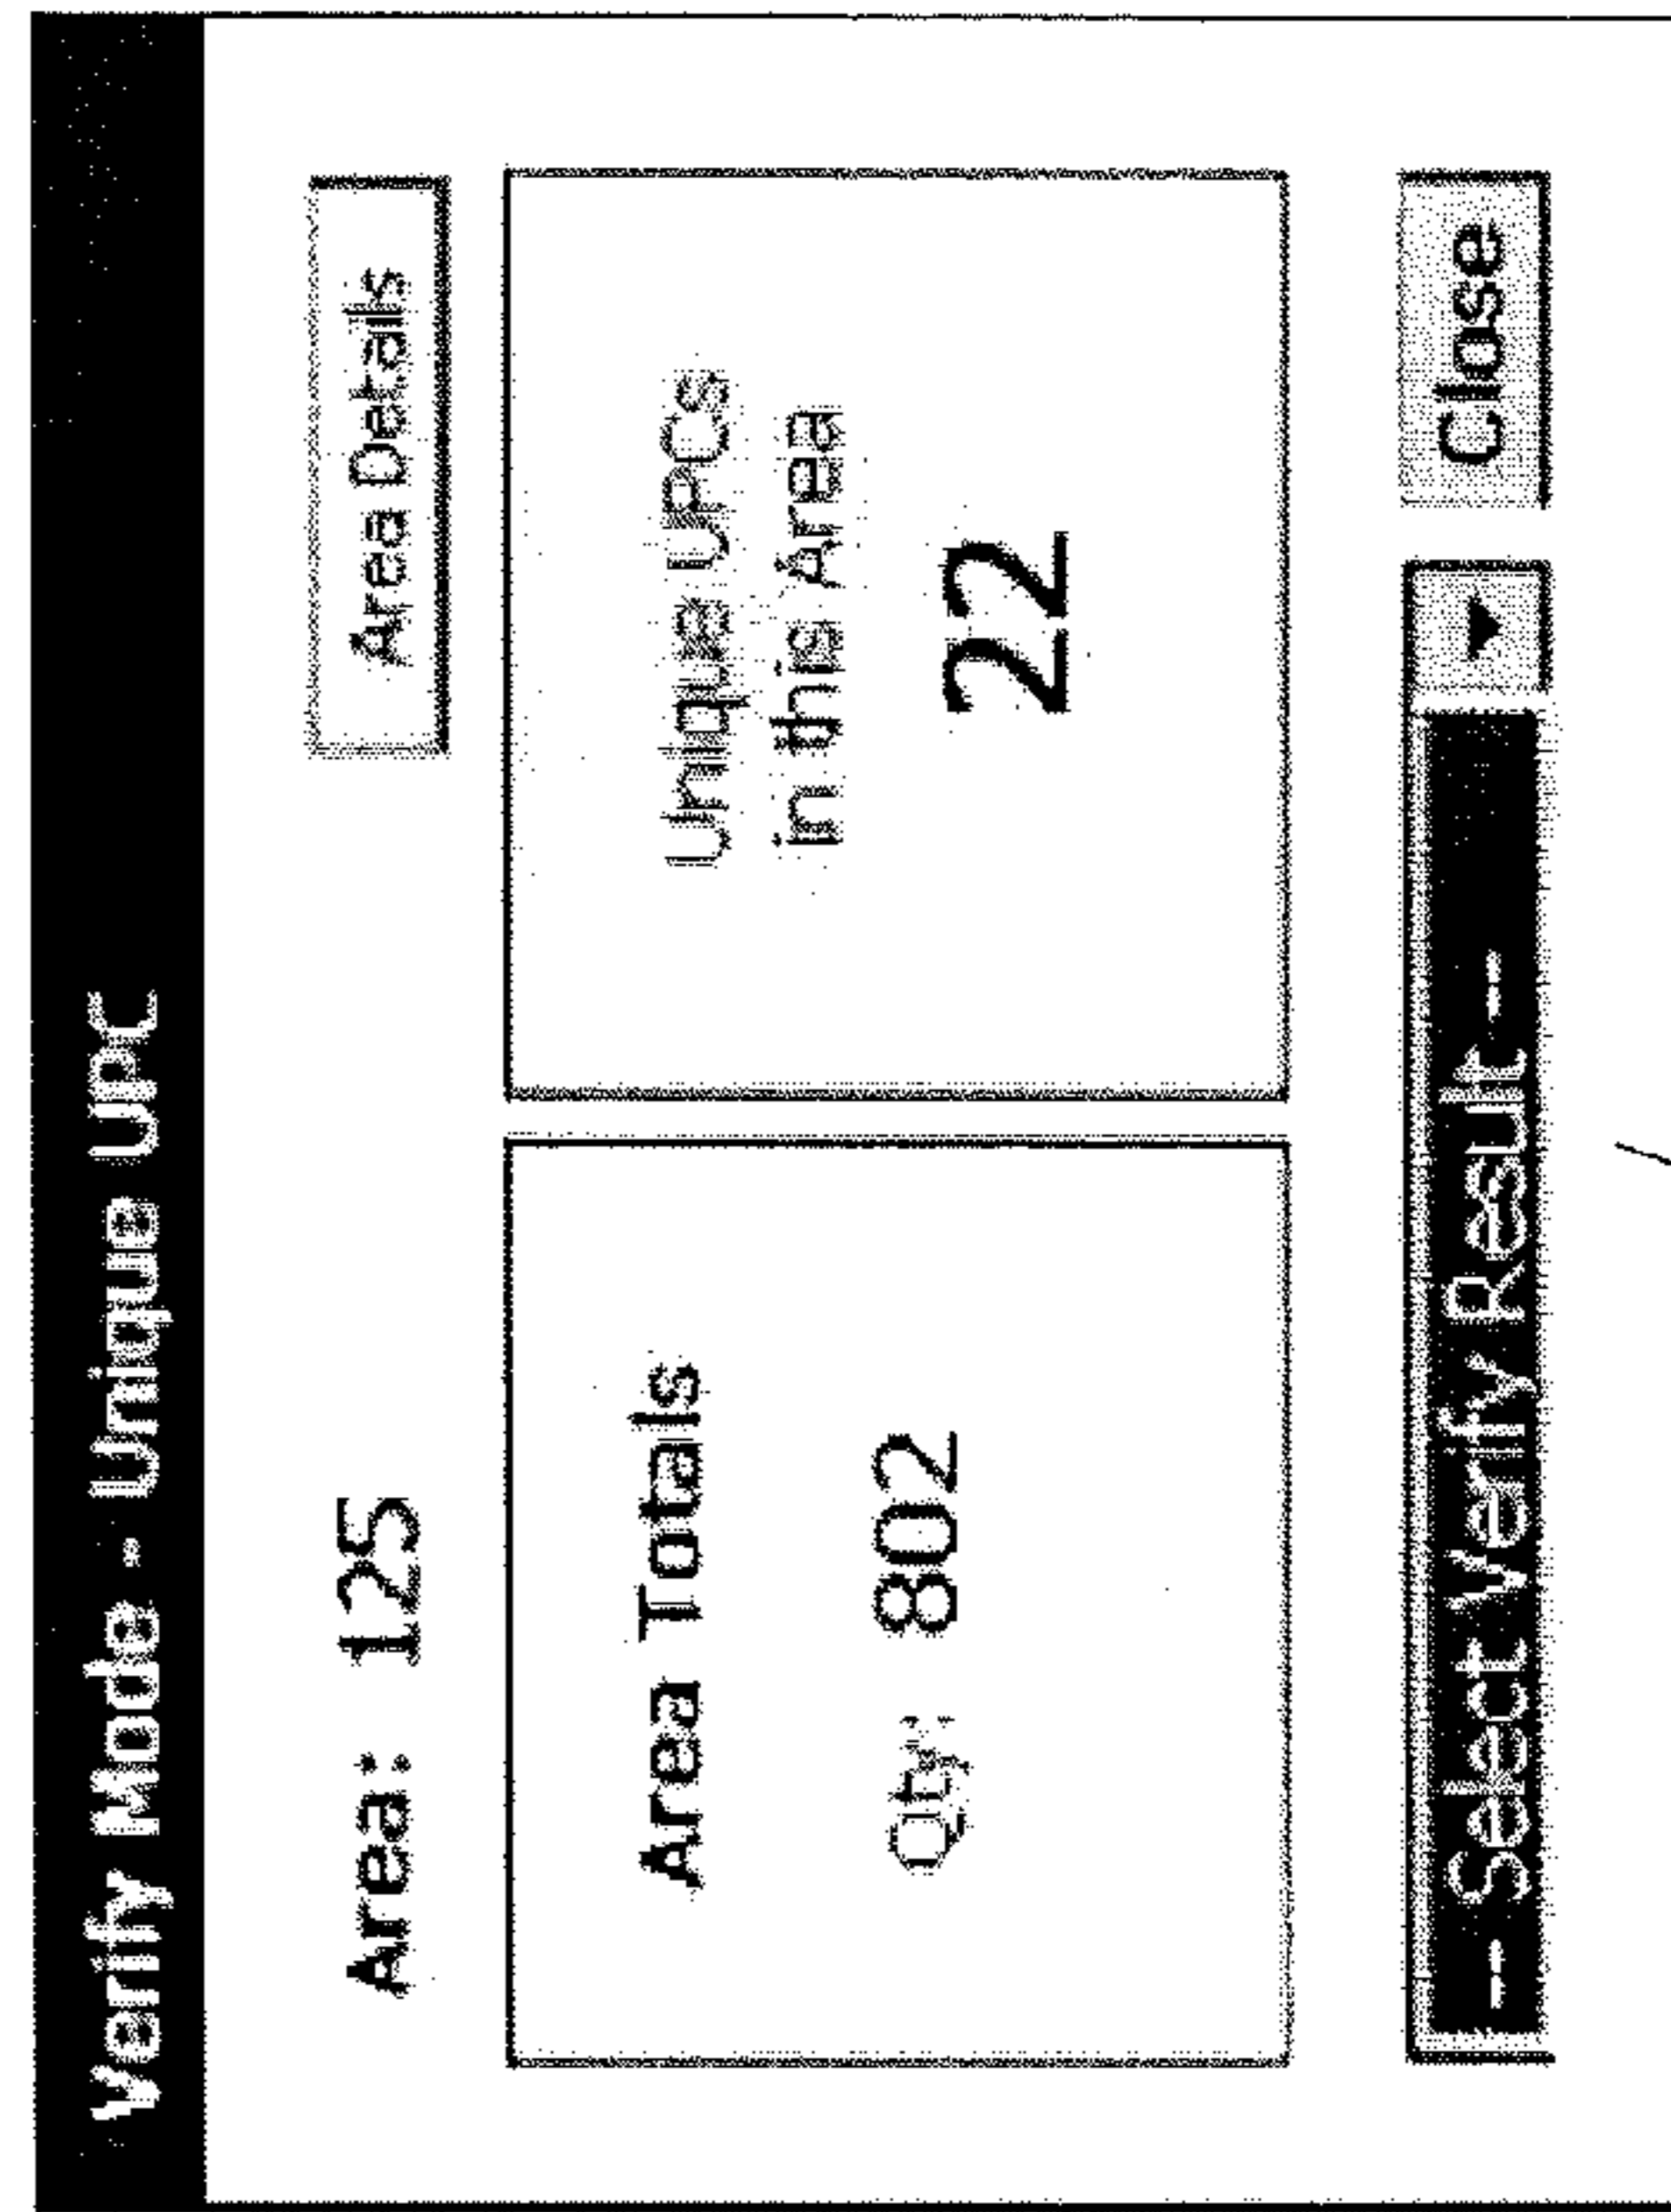 Verify Mode - Unique UPC
Area: 125
Area Details
Area Totals
Qty: 802
Unique UPCs
in this Area
22
-- Select Verify Result --
Close